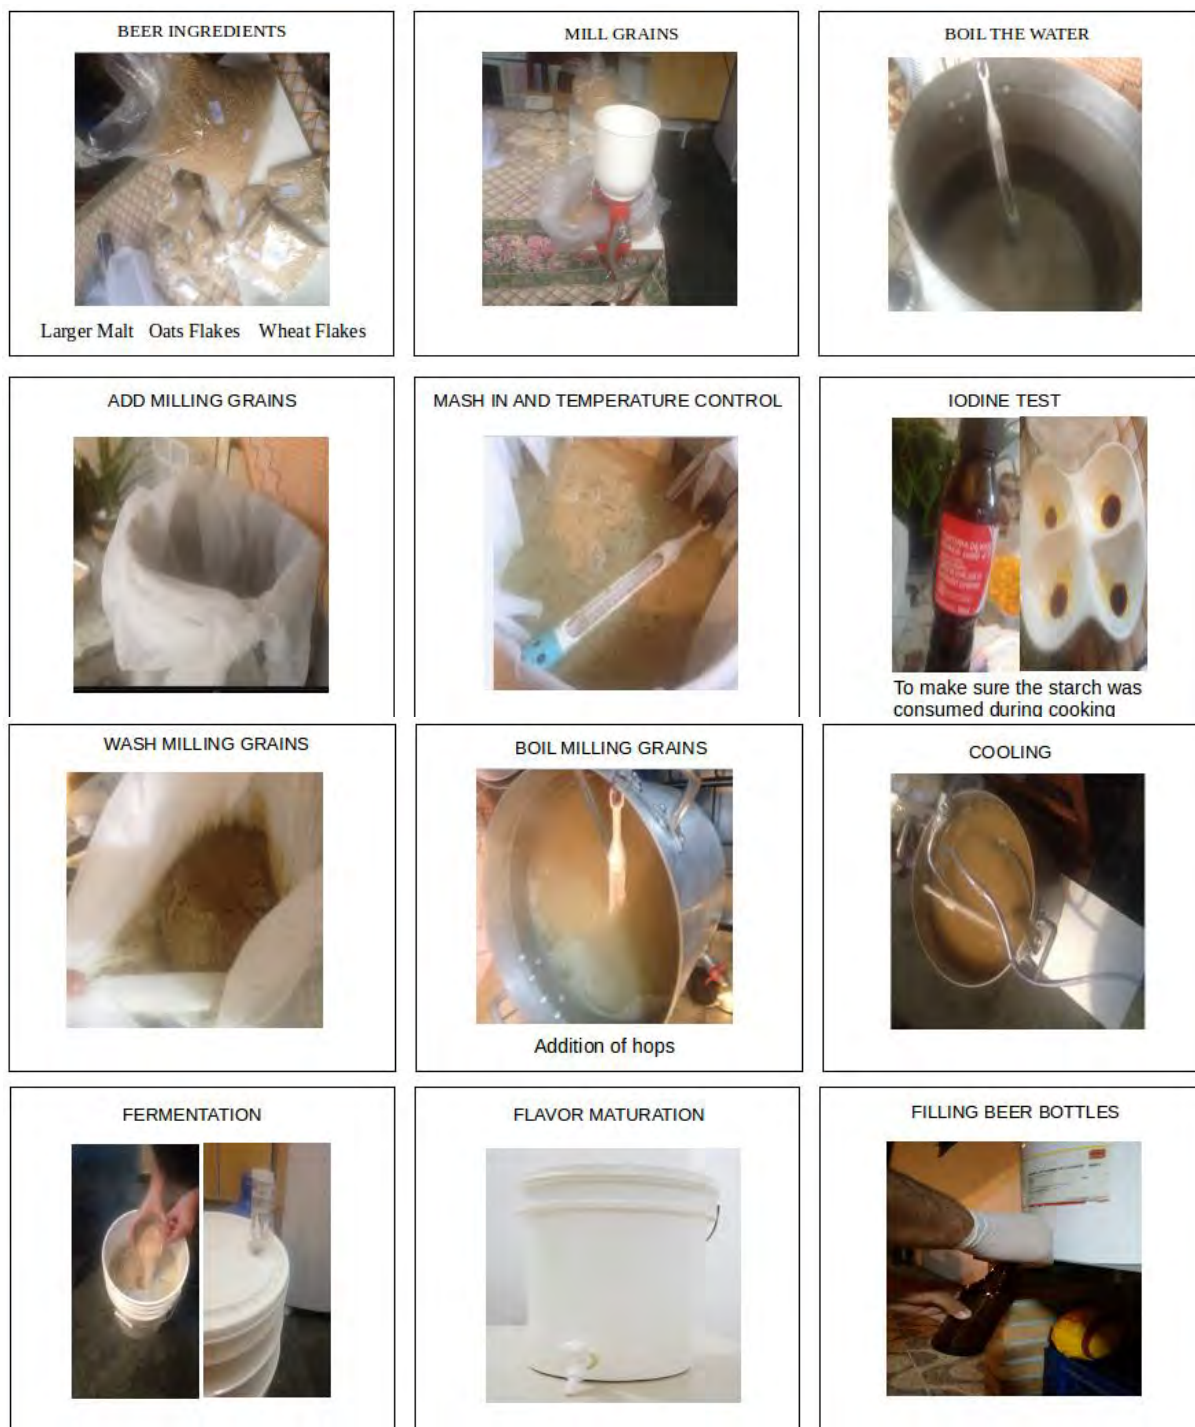 BEER INGREDIENTS
MILL GRAINS
BOIL THE WATER
Larger Malt Oats Flakes Wheat Flakes
ADD MILLING GRAINS
MASH IN AND TEMPERATURE CONTROL
IODINE TEST
To make sure the starch was
consumed during cooking
WASH MILLING GRAINS
BOIL MILLING GRAINS
COOLING
Addition of hops
FERMENTATION
FLAVOR MATURATION
FILLING BEER BOTTLES